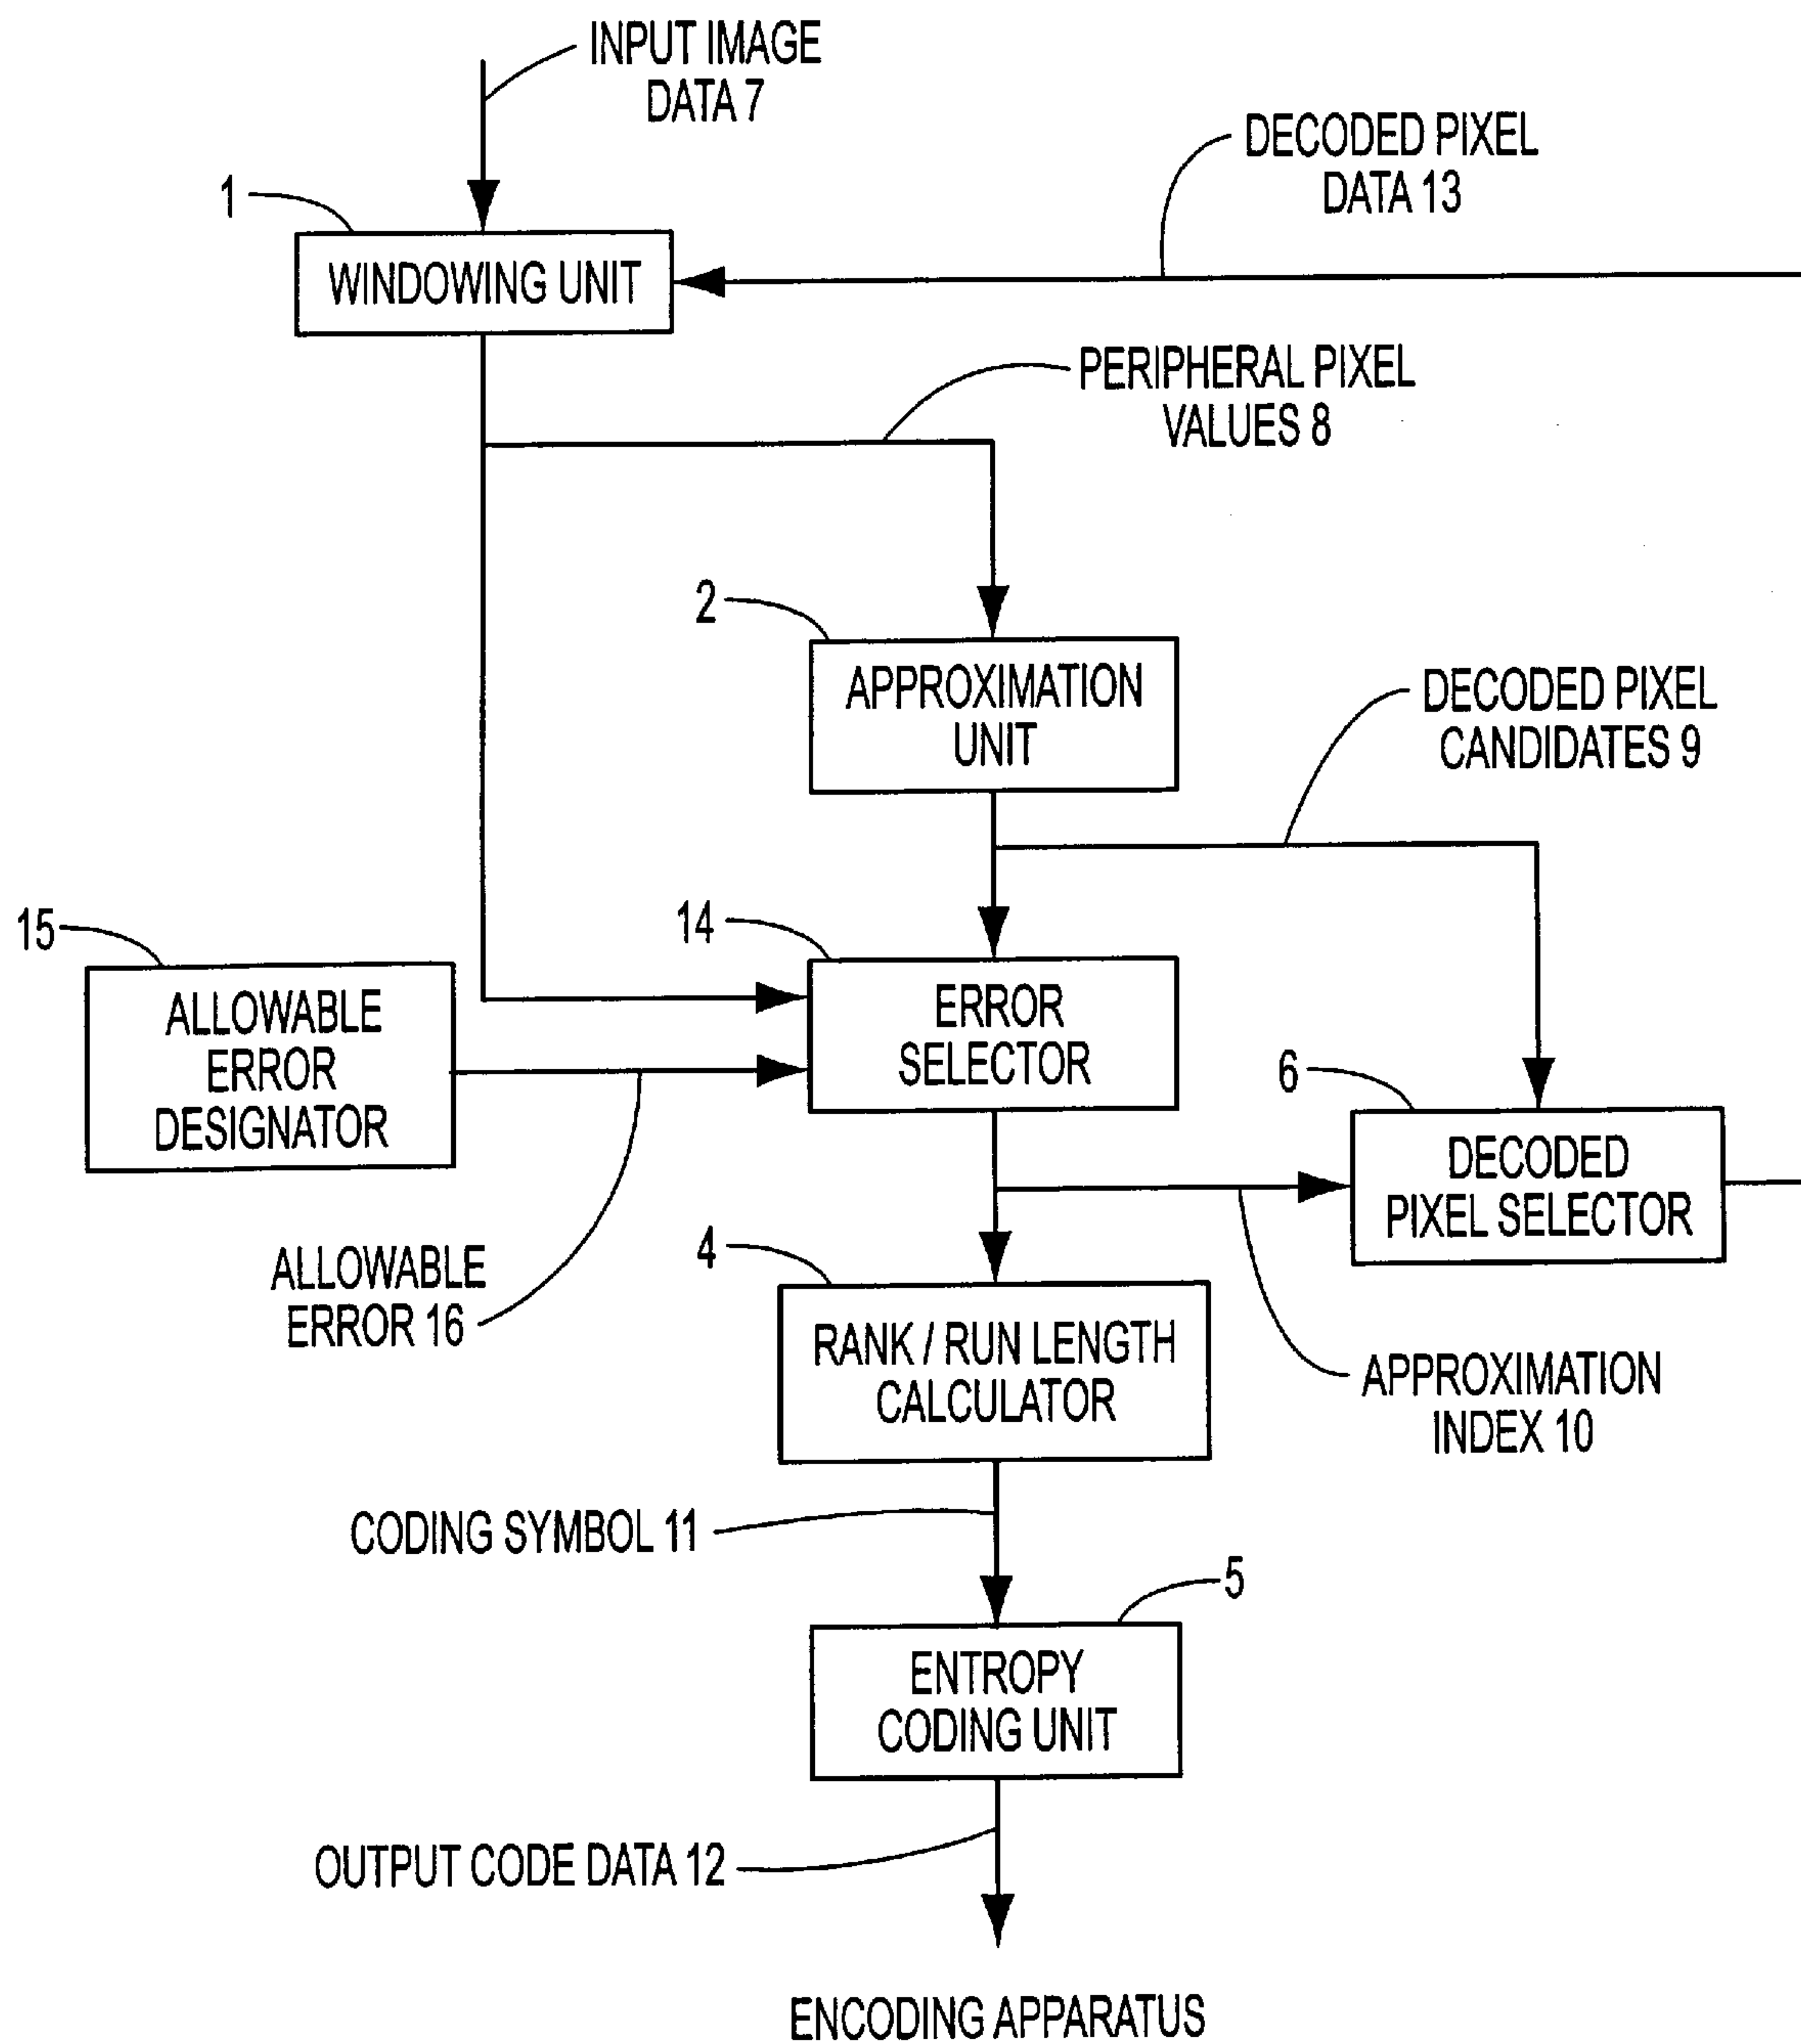 INPUT IMAGE
DATA 7
DECODED PIXEL
DATA 13
1
WINDOWING UNIT
PERIPHERAL PIXEL
VALUES 8
2
APPROXIMATION
UNIT
DECODED PIXEL
CANDIDATES 9
15
ALLOWABLE
ERROR
DESIGNATOR
14
ERROR
SELECTOR
6
DECODED
PIXEL SELECTOR
ALLOWABLE
ERROR 16
4
RANK / RUN LENGTH
CALCULATOR
APPROXIMATION
INDEX 10
CODING SYMBOL 11
5
ENTROPY
CODING UNIT
OUTPUT CODE DATA 12
ENCODING APPARATUS